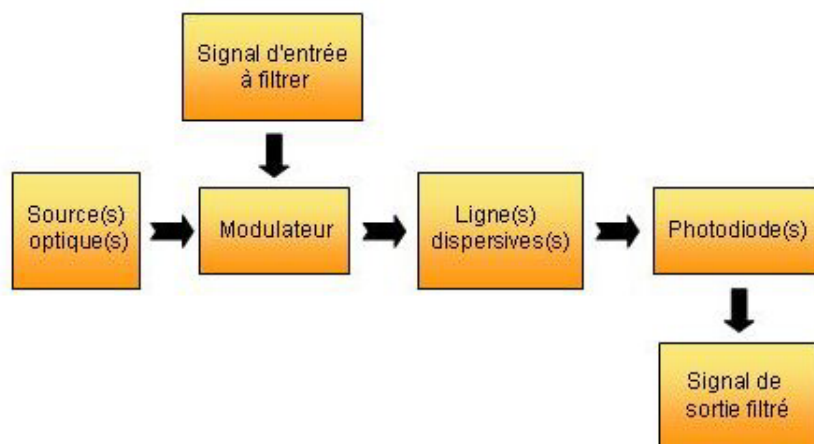 Signal d'entrée
à filtrer
Source(s)
optique(s)
Modulateur
Ligne(s)
dispersives(s)
Photodiode(s)
Signal de
sortie filtré